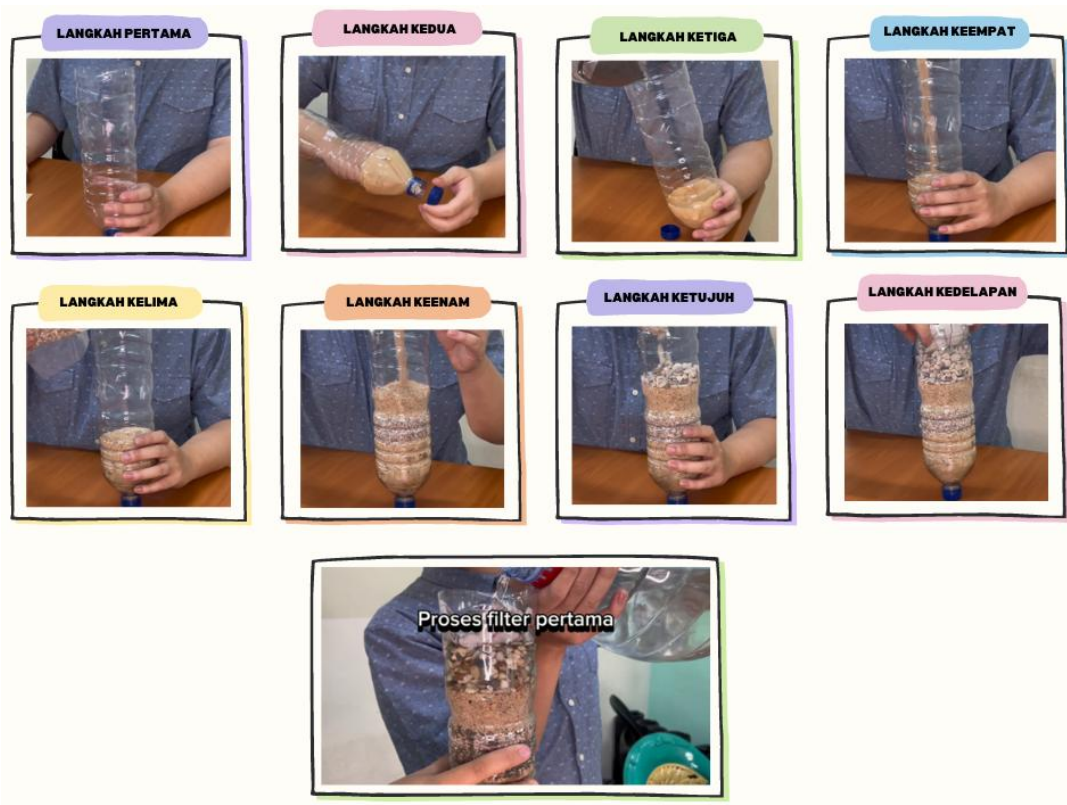 LANGKAH PERTAMA
LANGKAH KEDUA
LANGKAH KETIGA
LANGKAH KEEMPAT
LANGKAH KELIMA
LANGKAH KEENAM
LANGKAH KETUJUH
LANGKAH KEDELAPAN
Proses filter pertama